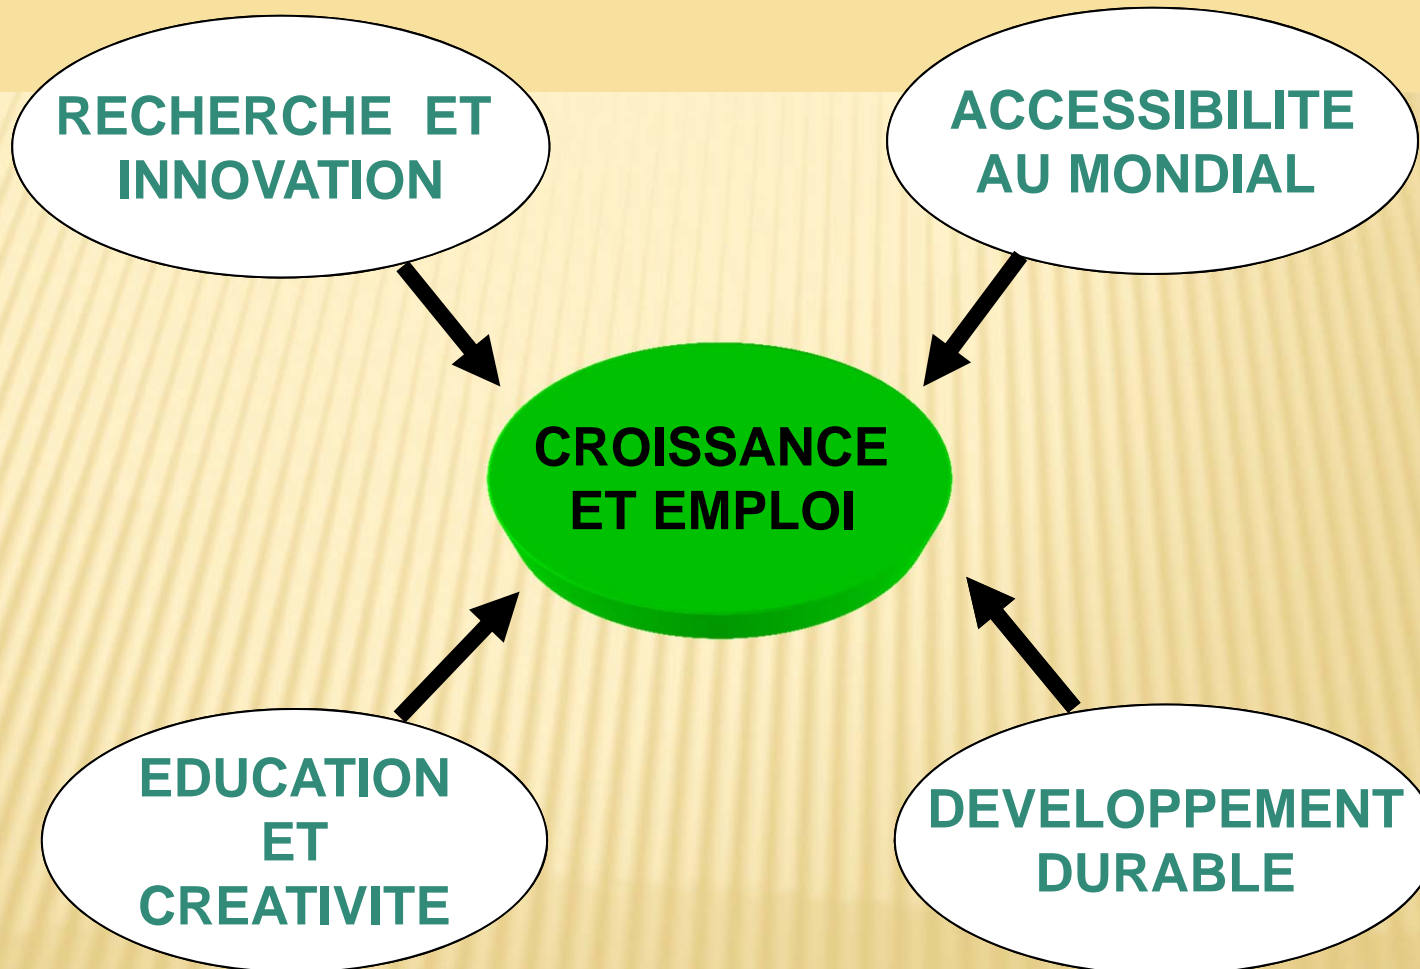 RECHERCHE ET
INNOVATION
ACCESSIBILITE
AU MONDIAL
CROISSANCE
ET EMPLOI
EDUCATION
ET
CREATIVITE
DEVELOPPEMENT
DURABLE